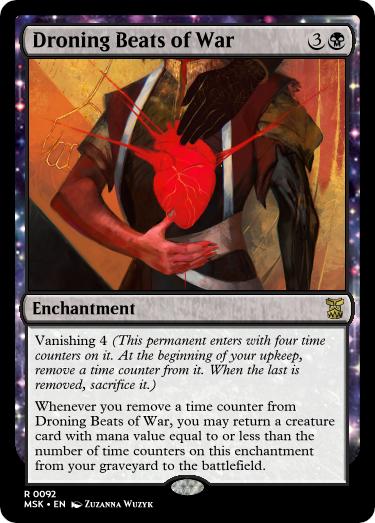 Droning Beats of War 3
Enchantment
Vanishing 4 (This permanent enters with four time
counters on it. At the beginning of your upkeep,
remove a time counter from it. When the last is
removed, sacrifice it.)
Whenever you remove a time counter from
Droning Beats of War, you may return a creature
card with mana value equal to or less than the
number of time counters on this enchantment
from your graveyard to the battlefield.
R 0092
MSK • EN Zuzanna Wuzyk